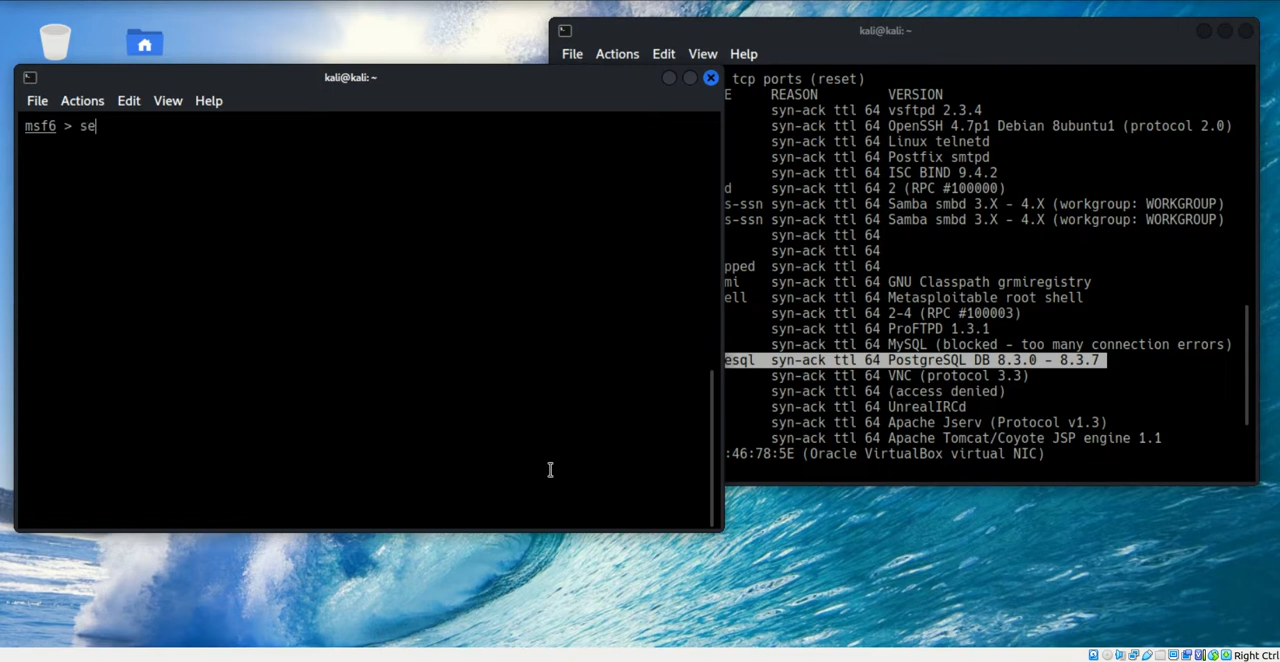 kali@kali: ~
File Actions Edit View Help
msf6 > se
kali@kali: ~
File Actions Edit View Help
tcp ports (reset)
E REASON VERSION
syn-ack ttl 64 vsftpd 2.3.4
syn-ack ttl 64 OpenSSH 4.7p1 Debian 8ubuntu1 (protocol 2.0)
syn-ack ttl 64 Linux telnetd
syn-ack ttl 64 Postfix smtpd
syn-ack ttl 64 ISC BIND 9.4.2
d syn-ack ttl 64 2 (RPC #100000)
s-ssn syn-ack ttl 64 Samba smbd 3.X - 4.X (workgroup: WORKGROUP)
s-ssn syn-ack ttl 64 Samba smbd 3.X - 4.X (workgroup: WORKGROUP)
syn-ack ttl 64
syn-ack ttl 64
pped syn-ack ttl 64
mi syn-ack ttl 64 GNU Classpath grmiregistry
ell syn-ack ttl 64 Metasploitable root shell
syn-ack ttl 64 2-4 (RPC #100003)
syn-ack ttl 64 ProFTPD 1.3.1
syn-ack ttl 64 MySQL (blocked - too many connection errors)
esql syn-ack ttl 64 PostgreSQL DB 8.3.0 - 8.3.7
syn-ack ttl 64 VNC (protocol 3.3)
syn-ack ttl 64 (access denied)
syn-ack ttl 64 UnrealIRCd
syn-ack ttl 64 Apache Jserv (Protocol v1.3)
syn-ack ttl 64 Apache Tomcat/Coyote JSP engine 1.1
:46:78:5E (Oracle VirtualBox virtual NIC)
Right Ctrl